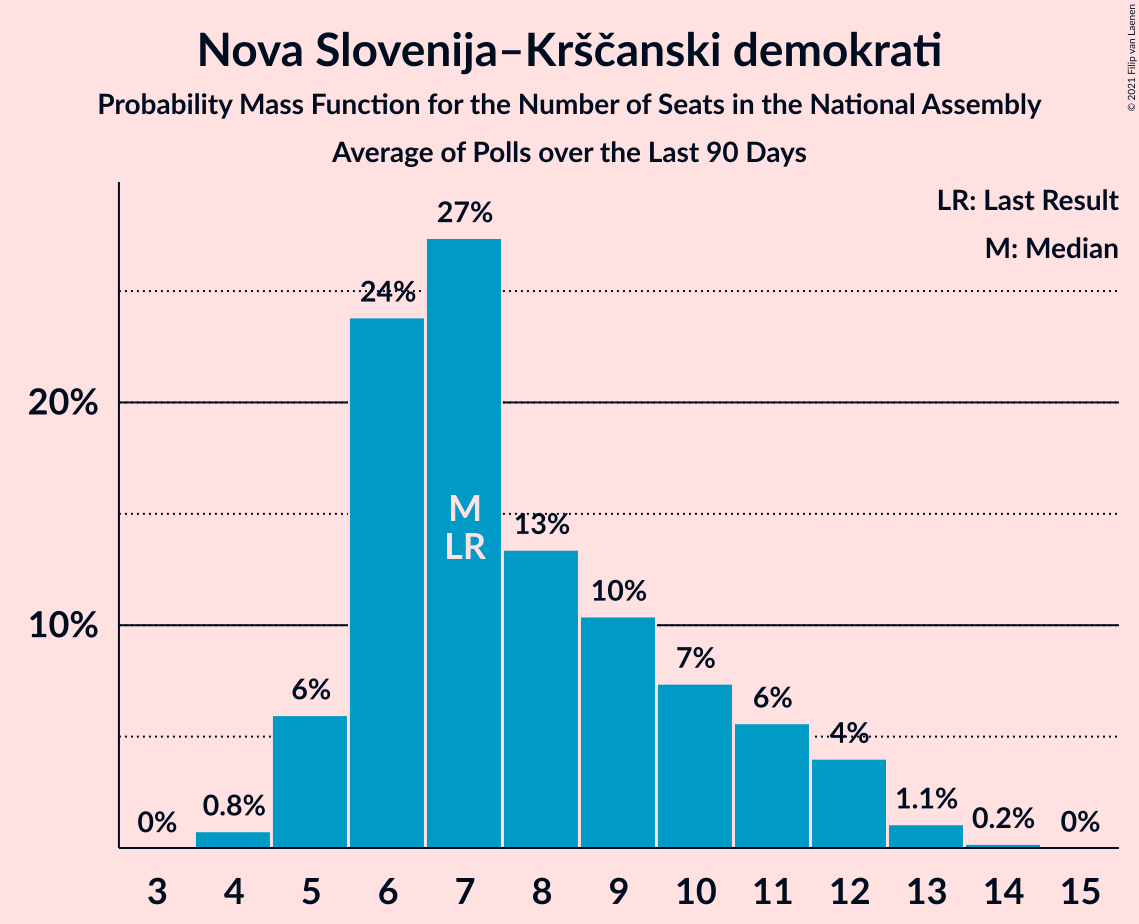 Nova Slovenija–Krščanski demokrati
Probability Mass Function for the Number of Seats in the National Assembly
Average of Polls over the Last 90 Days
© 2021 Filip van Laenen
LR: Last Result
M: Median
27%
24%
20%
M
LR
13%
10%
10%
7%
6%
6%
4%
0%
0.8%
1.1%
0.2%
0%
3 4 5 6 7 8 9 10 11 12 13 14 15